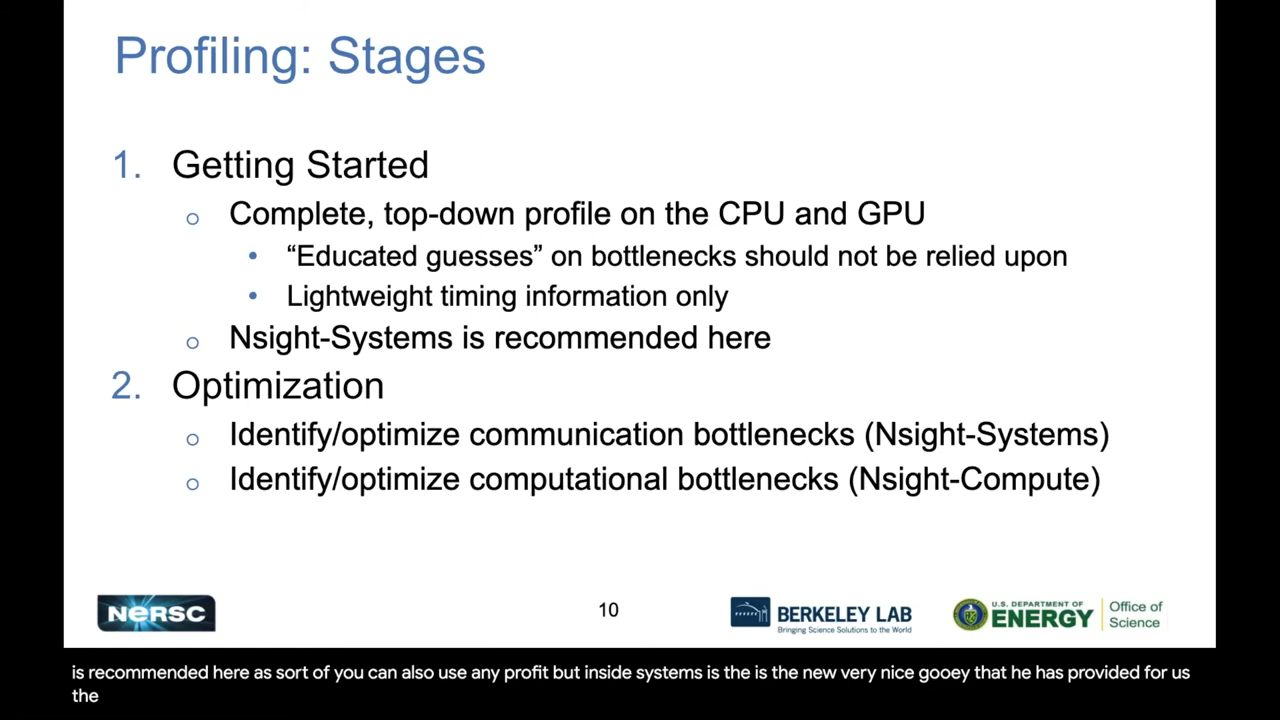 Profiling: Stages
1. Getting Started
○ Complete, top-down profile on the CPU and GPU
• “Educated guesses” on bottlenecks should not be relied upon
• Lightweight timing information only
○ Nsight-Systems is recommended here
2. Optimization
○ Identify/optimize communication bottlenecks (Nsight-Systems)
○ Identify/optimize computational bottlenecks (Nsight-Compute)
NERSC
10
BERKELEY LAB
Bringing Science Solutions to the World
U.S. DEPARTMENT OF
ENERGY
Office of
Science
is recommended here as sort of you can also use any profit but inside systems is the is the new very nice gooey that he has provided for us
the